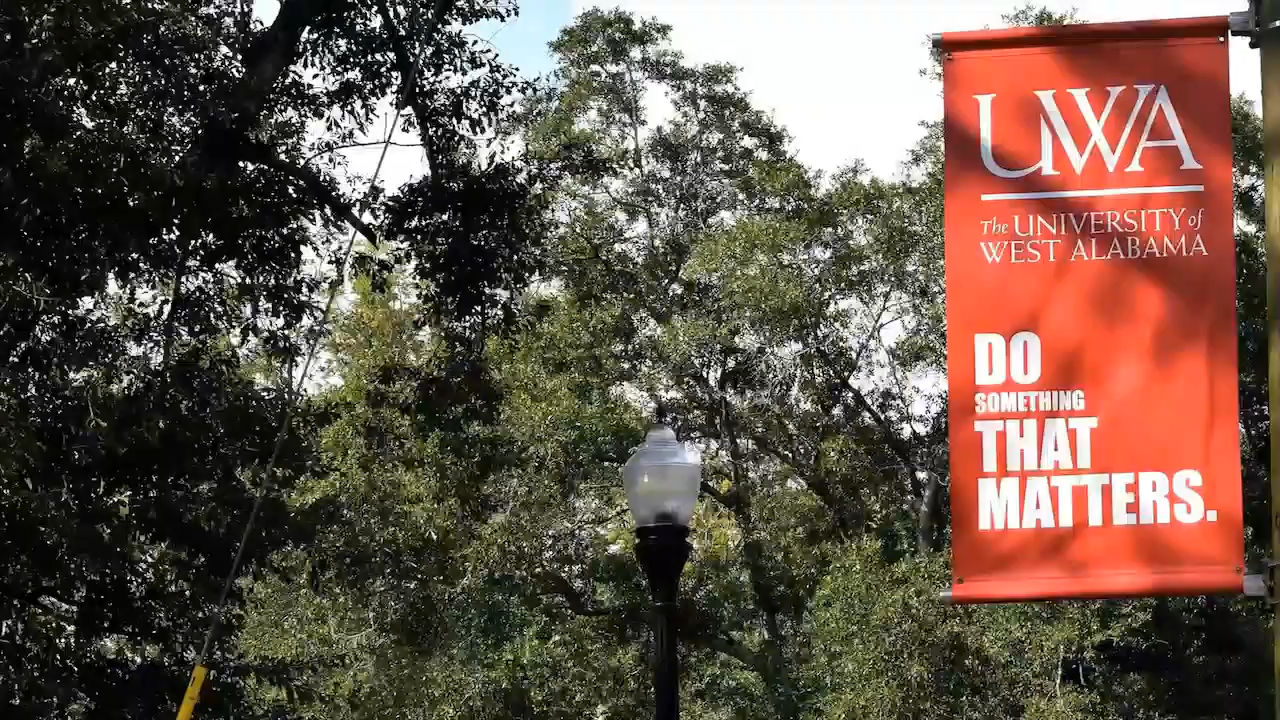 UWA
The UNIVERSITY of
WEST ALABAMA
DO
SOMETHING
THAT
MATTERS.